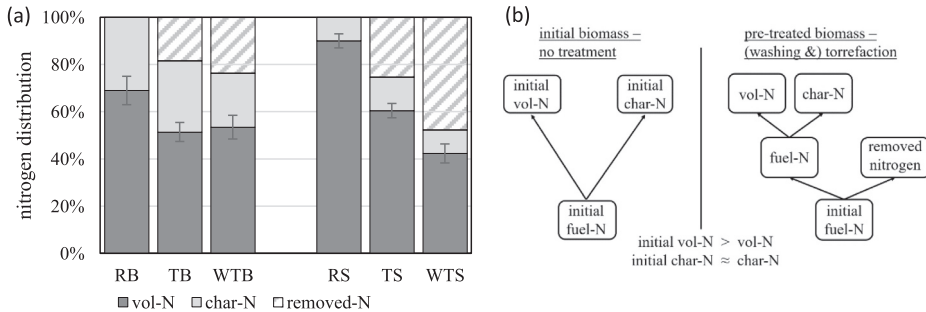 (a)
100%
80%
60%
40%
20%
0%
nitrogen distribution
RB TB WTB RS TS WTS
vol-N char-N removed-N
(b)
initial biomass –
no treatment
initial
vol-N
initial
char-N
initial
fuel-N
pre-treated biomass –
(washing &) torrefaction
vol-N
char-N
fuel-N
removed
nitrogen
initial
fuel-N
initial vol-N > vol-N
initial char-N ≈ char-N